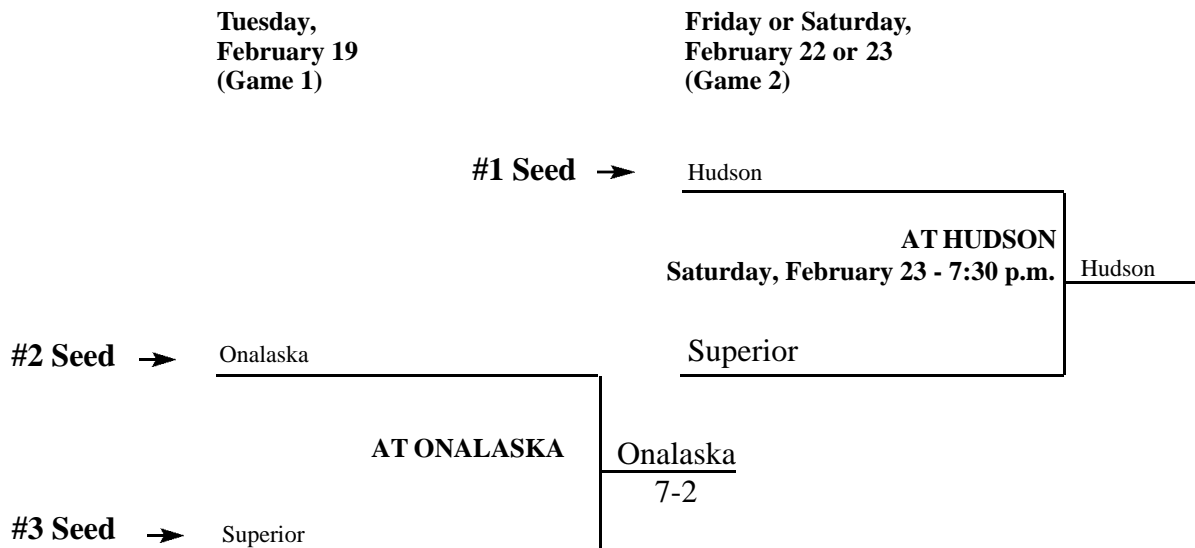 Tuesday,
February 19
(Game 1)
Friday or Saturday,
February 22 or 23
(Game 2)
#1 Seed
Hudson
AT HUDSON
Saturday, February 23 - 7:30 p.m.
Hudson
#2 Seed
Onalaska
Superior
AT ONALASKA
Onalaska
7-2
#3 Seed
Superior